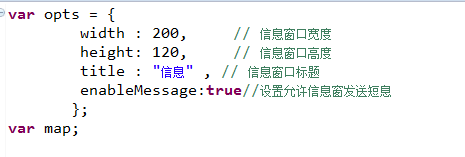 var opts = {
width : 200, // 信息窗口宽度
height: 120, // 信息窗口高度
title : "信息" , // 信息窗口标题
enableMessage:true//设置允许信息窗发送短息
};
var map;